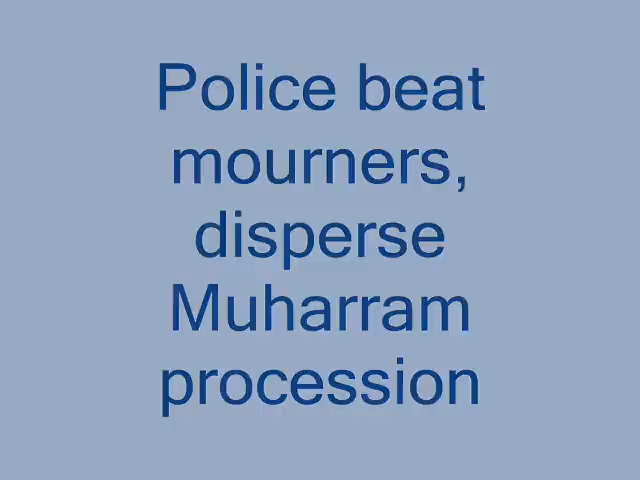 Police beat
mourners,
disperse
Muharram
procession